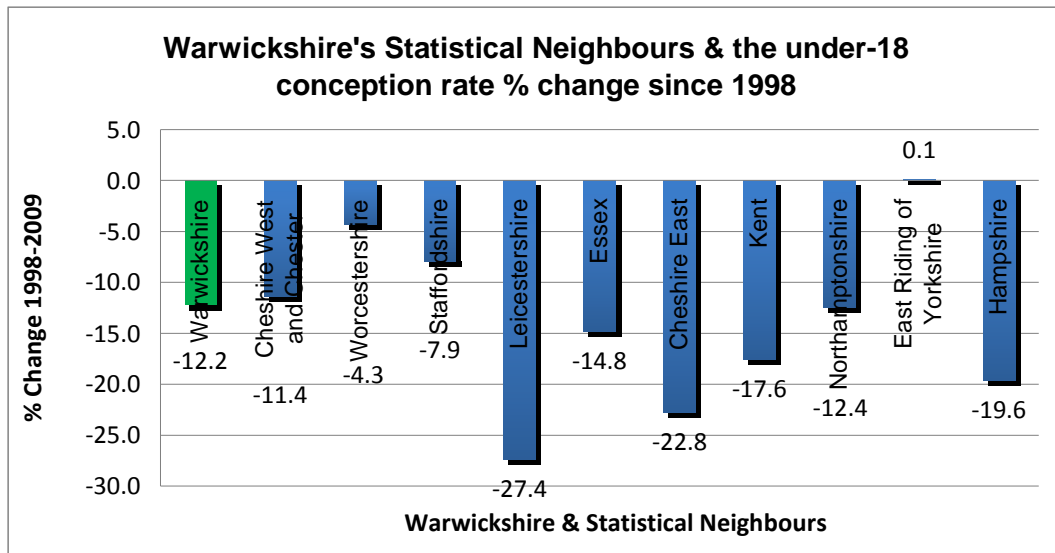 Warwickshire's Statistical Neighbours & the under-18
conception rate % change since 1998
% Change 1998-2009
5.0
0.0
-5.0
-10.0
-15.0
-20.0
-25.0
-30.0
Warwickshire
-12.2
Cheshire West
and Chester
-11.4
Worcestershire
-4.3
Staffordshire
-7.9
Leicestershire
-27.4
Essex
-14.8
Cheshire East
-22.8
Kent
-17.6
Northamptonshire
-12.4
0.1
East Riding of
Yorkshire
Hampshire
-19.6
Warwickshire & Statistical Neighbours